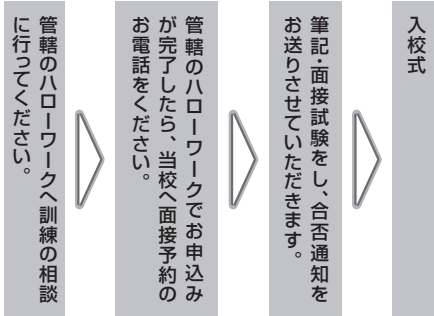 管轄のハローワークへ訓練の相談
に行ってください。
管轄のハローワークでお申込み
が完了したら、当校へ面接予約の
お電話をください。
筆記・面接試験をし、合否通知を
お送りさせていただきます。
入校式